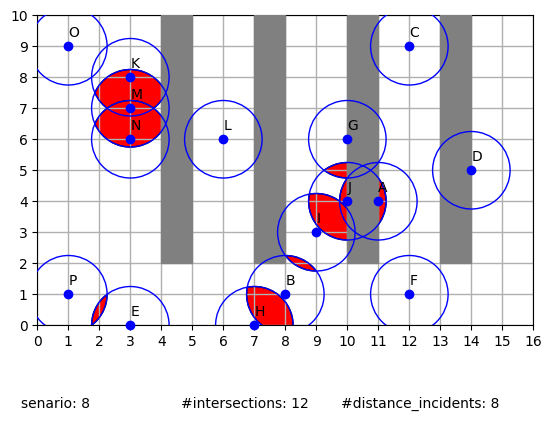 10
9 O C
8 K
7 M
6 N L G
5 D
4 J A
3 I
2
1 P B F
0 E H
0 1 2 3 4 5 6 7 8 9 10 11 12 13 14 15 16
senario: 8 #intersections: 12 #distance_incidents: 8